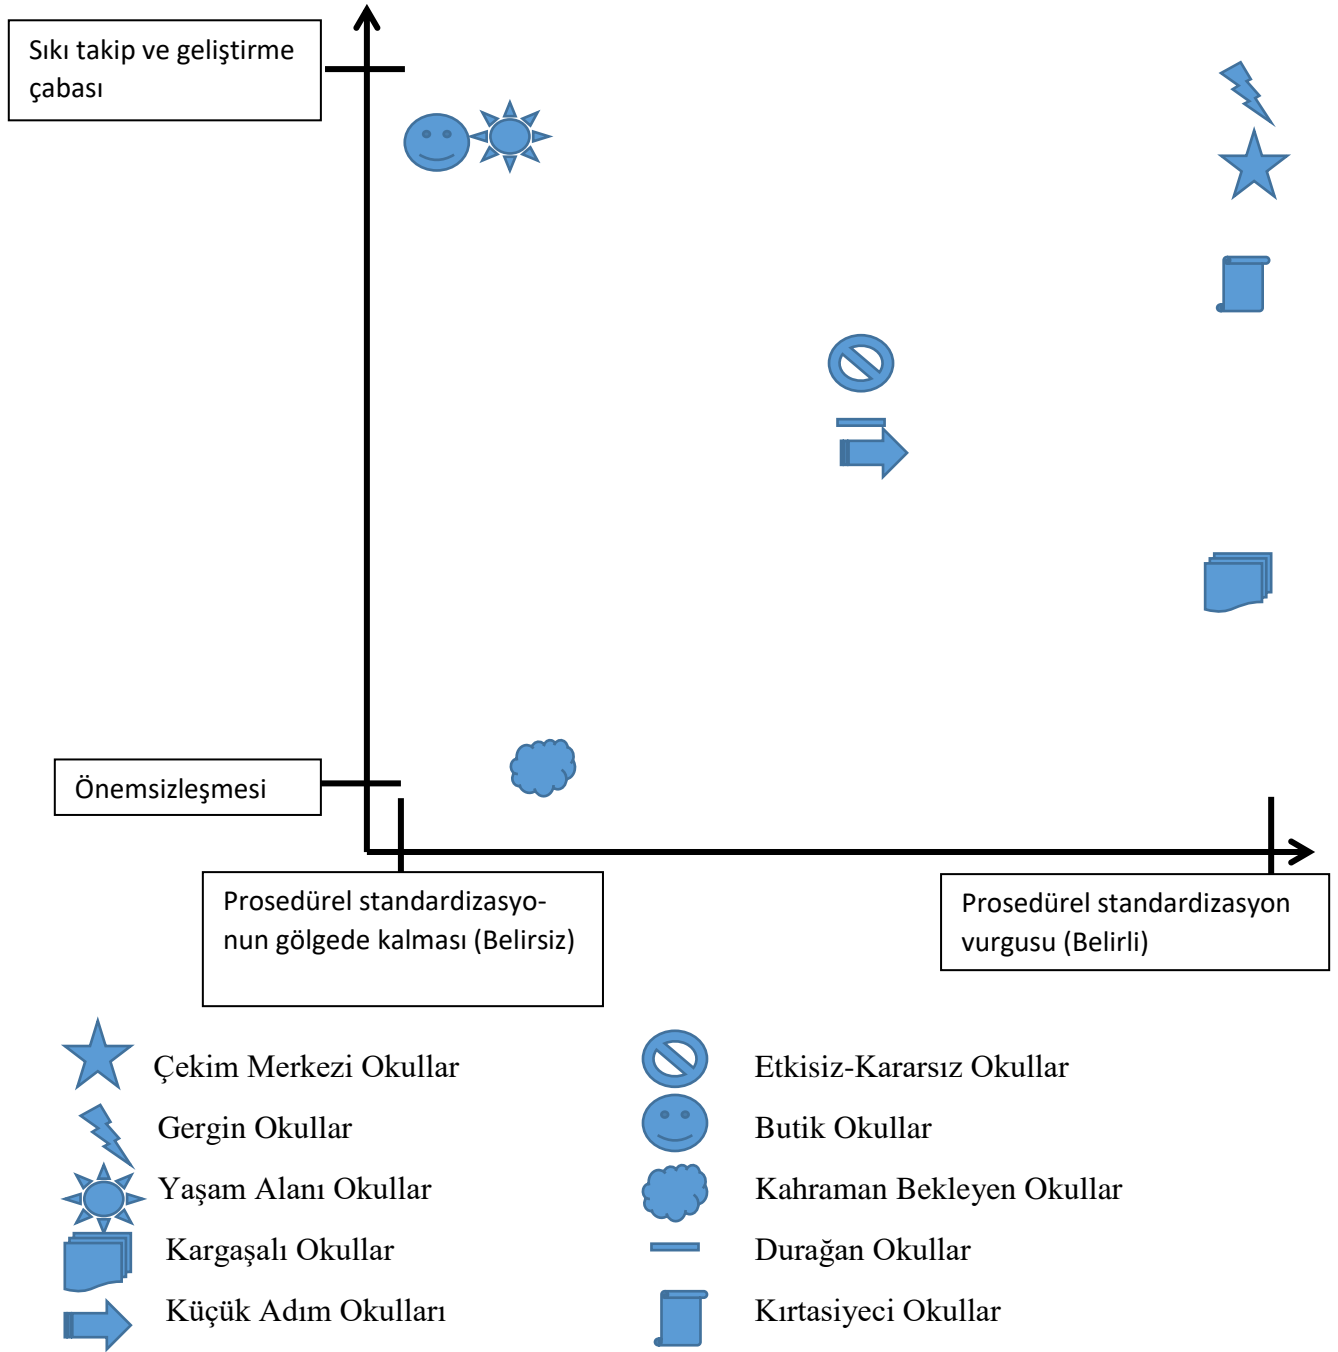 Sıkı takip ve geliştirme
çabası
Önemsizleşmesi
Prosedürel standardizasyo-
nun gölgede kalması (Belirsiz)
Prosedürel standardizasyon
vurgusu (Belirli)
Çekim Merkezi Okullar
Gergin Okullar
Yaşam Alanı Okullar
Kargaşalı Okullar
Küçük Adım Okulları
Etkisiz-Kararsız Okullar
Butik Okullar
Kahraman Bekleyen Okullar
Durağan Okullar
Kırtasiyeci Okullar